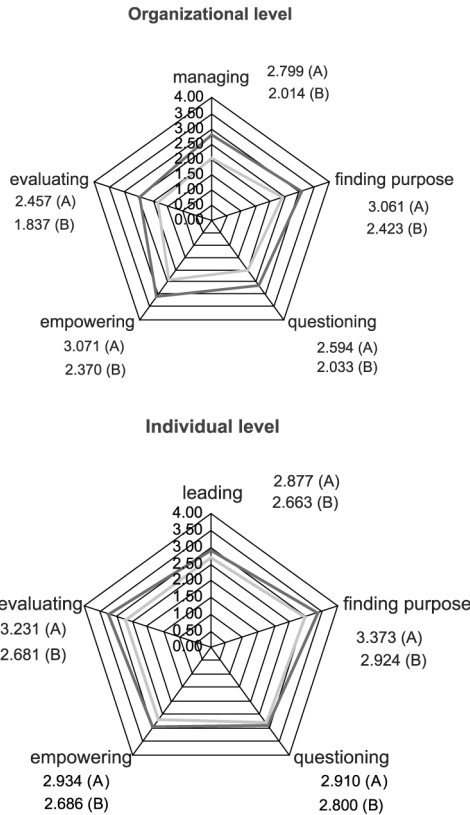 Organizational level
managing
2.799 (A)
2.014 (B)
4.00
3.50
3.00
2.50
2.00
1.50
1.00
0.50
0.00
evaluating
2.457 (A)
1.837 (B)
finding purpose
3.061 (A)
2.423 (B)
empowering
3.071 (A)
2.370 (B)
questioning
2.594 (A)
2.033 (B)
Individual level
leading
2.877 (A)
2.663 (B)
4.00
3.50
3.00
2.50
2.00
1.50
1.00
0.50
0.00
evaluating
3.231 (A)
2.681 (B)
finding purpose
3.373 (A)
2.924 (B)
empowering
2.934 (A)
2.686 (B)
questioning
2.910 (A)
2.800 (B)